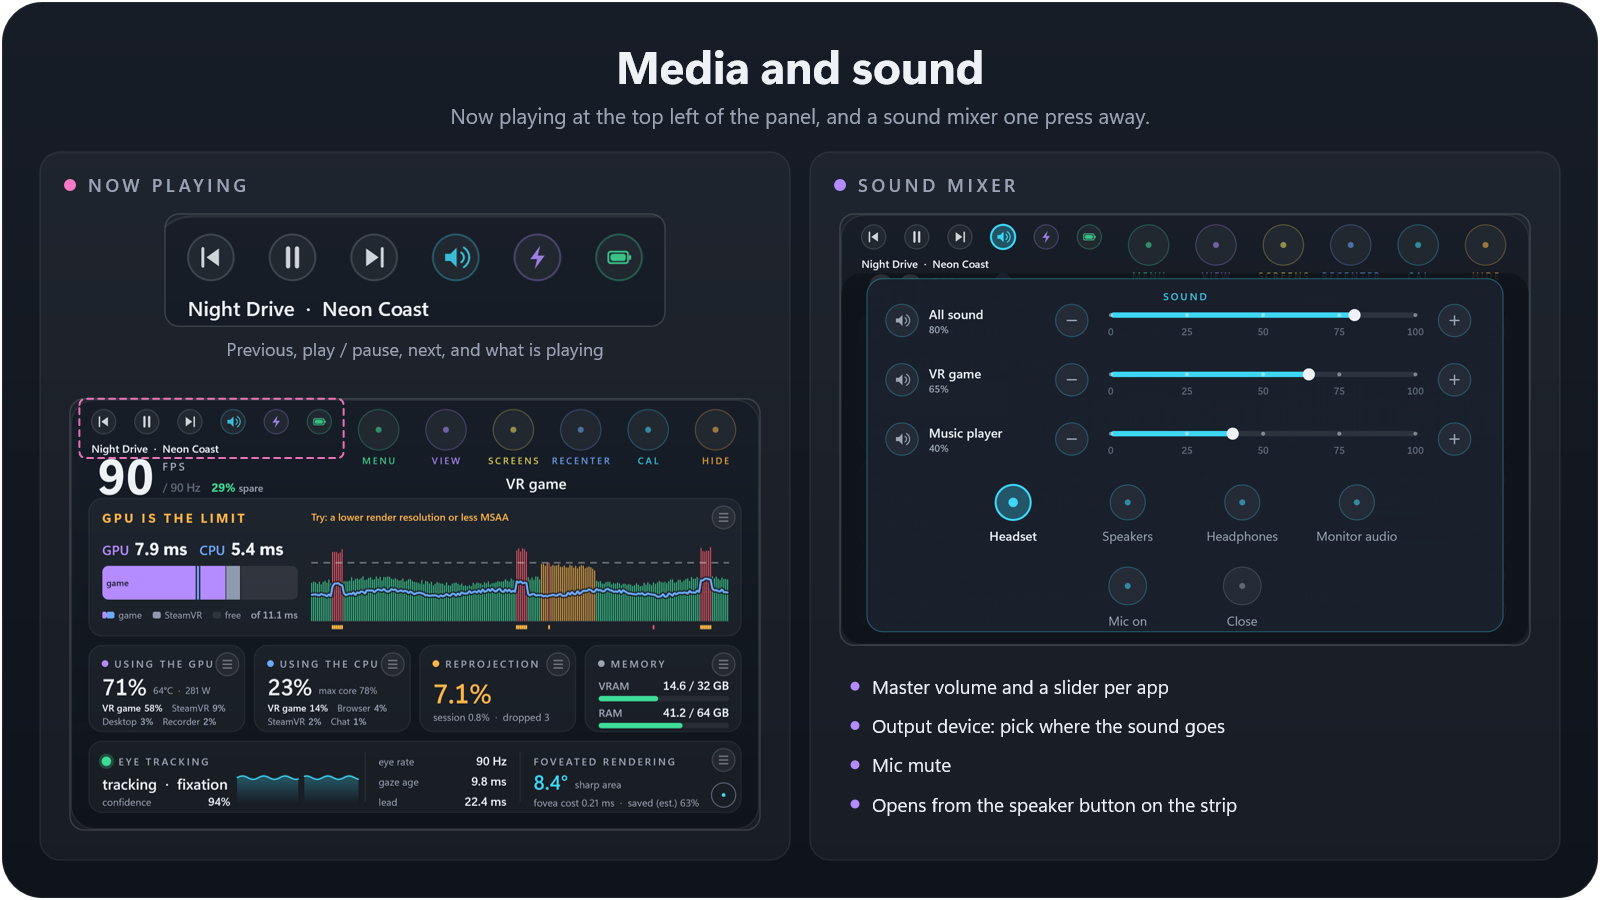 Media and sound
Now playing at the top left of the panel, and a sound mixer one press away.
NOW PLAYING
Night Drive · Neon Coast
Previous, play / pause, next, and what is playing
Night Drive · Neon Coast
MENU VIEW SCREENS RECENTER CAL HIDE
90 FPS
/ 90 Hz 29% spare
VR game
GPU IS THE LIMIT
Try: a lower render resolution or less MSAA
GPU 7.9 ms CPU 5.4 ms
game
game SteamVR free of 11.1 ms
USING THE GPU
71% 64°C · 281 W
VR game 58% SteamVR 9%
Desktop 3% Recorder 2%
USING THE CPU
23% max core 78%
VR game 14% Browser 4%
SteamVR 2% Chat 1%
REPROJECTION
7.1%
session 0.8% · dropped 3
MEMORY
VRAM 14.6 / 32 GB
RAM 41.2 / 64 GB
EYE TRACKING
tracking · fixation
confidence 94%
eye rate 90 Hz
gaze age 9.8 ms
lead 22.4 ms
FOVEATED RENDERING
8.4° sharp area
fovea cost 0.21 ms · saved (est.) 63%
SOUND MIXER
Night Drive · Neon Coast
MENU VIEW SCREENS RECENTER CAL HIDE
SOUND
All sound
80%
0 25 50 75 100
VR game
65%
0 25 50 75 100
Music player
40%
0 25 50 75 100
Headset Speakers Headphones Monitor audio
Mic on Close
Master volume and a slider per app
Output device: pick where the sound goes
Mic mute
Opens from the speaker button on the strip